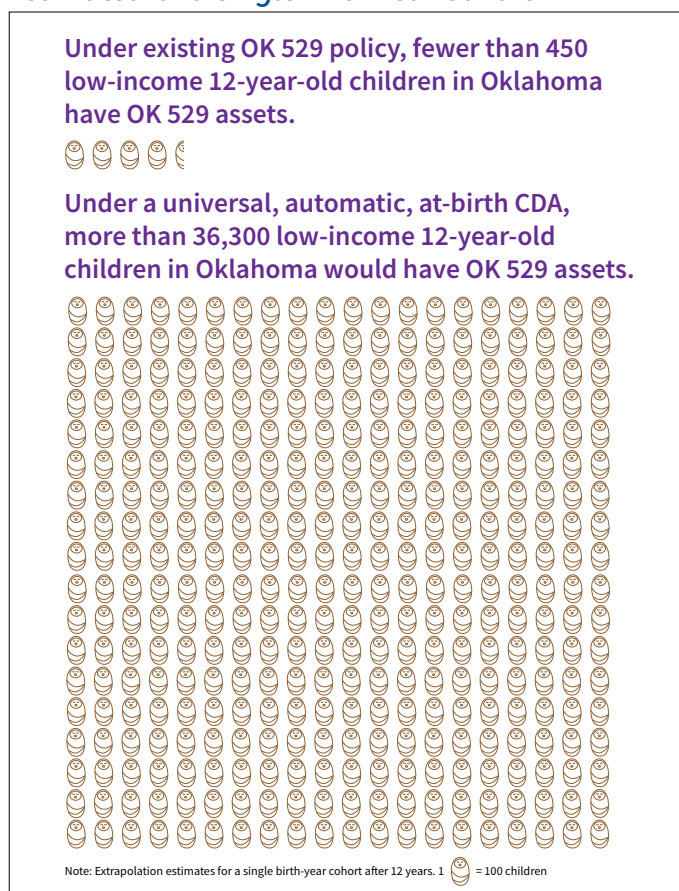 Under existing OK 529 policy, fewer than 450
low-income 12-year-old children in Oklahoma
have OK 529 assets.
Under a universal, automatic, at-birth CDA,
more than 36,300 low-income 12-year-old
children in Oklahoma would have OK 529 assets.
Note: Extrapolation estimates for a single birth-year cohort after 12 years. 1 = 100 children